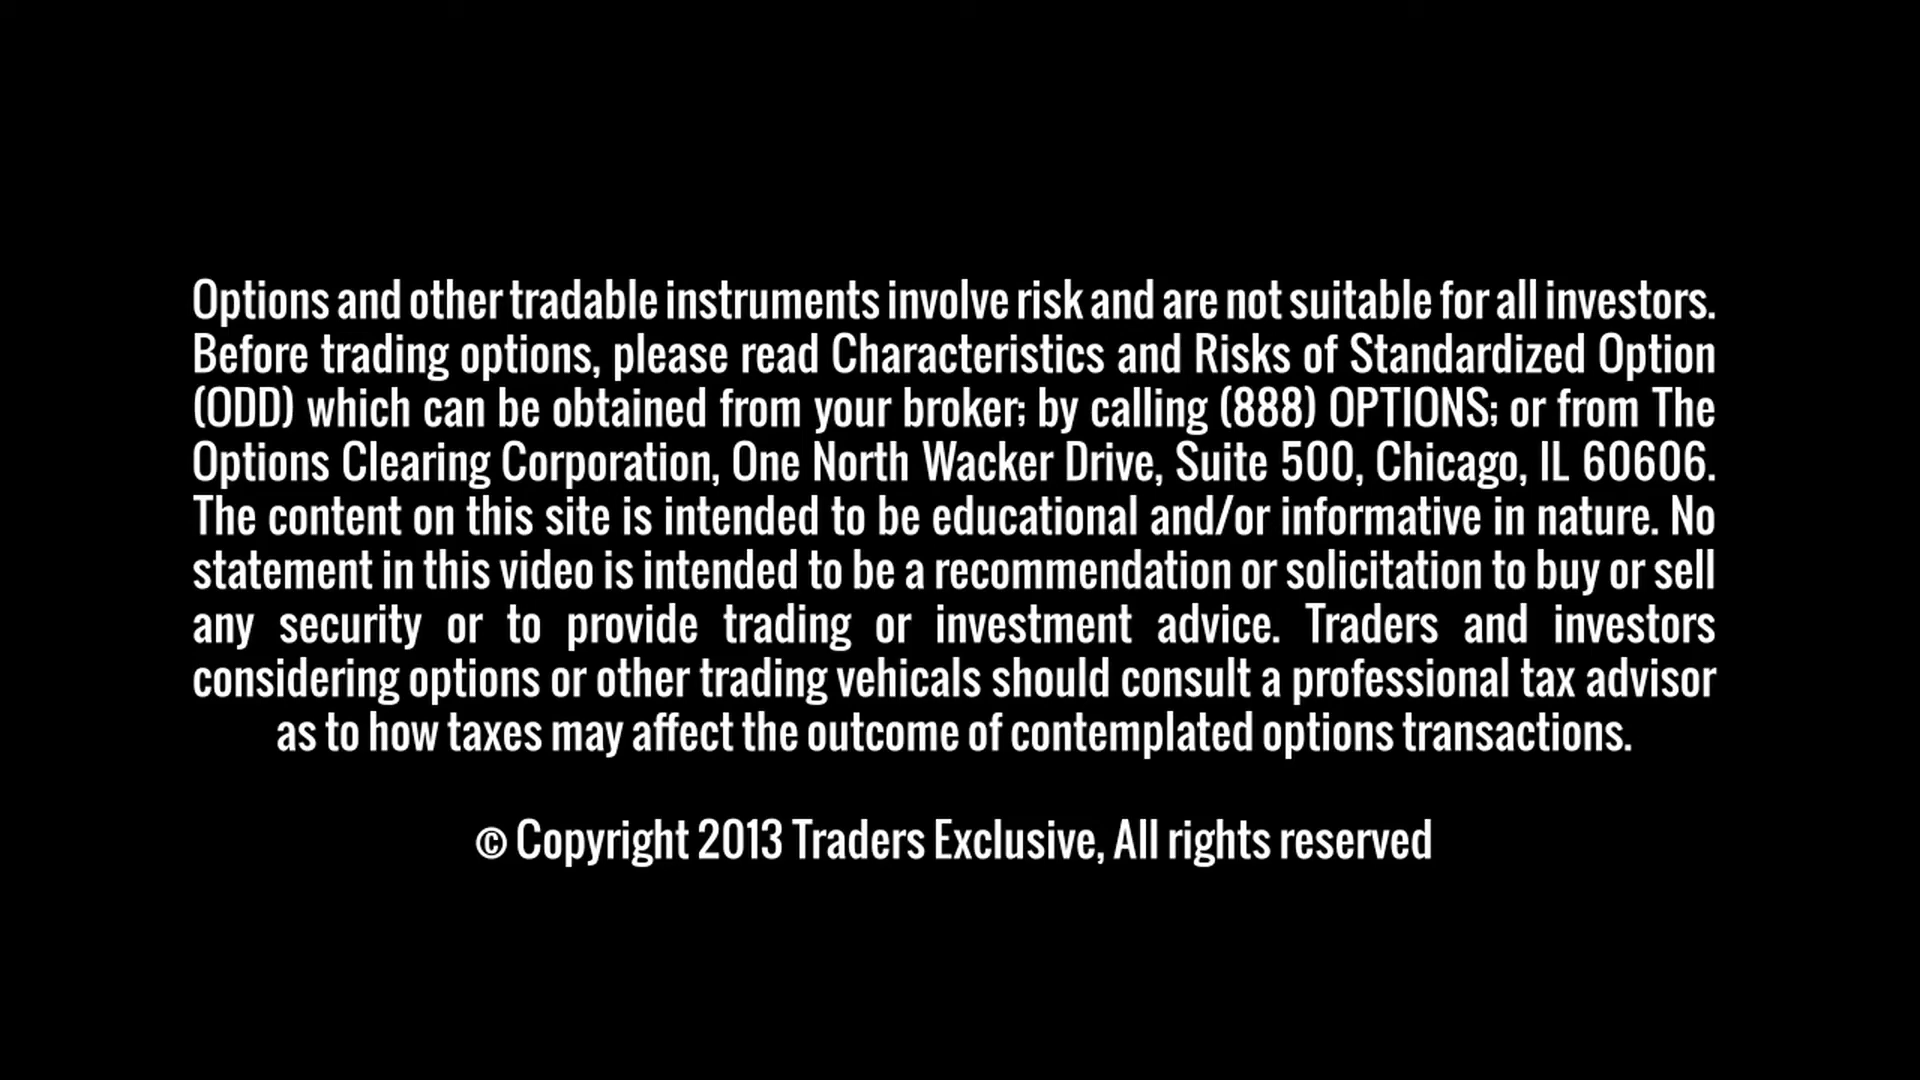 Options and other tradable instruments involve risk and are not suitable for all investors.
Before trading options, please read Characteristics and Risks of Standardized Option
(ODD) which can be obtained from your broker; by calling (888) OPTIONS; or from The
Options Clearing Corporation, One North Wacker Drive, Suite 500, Chicago, IL 60606.
The content on this site is intended to be educational and/or informative in nature. No
statement in this video is intended to be a recommendation or solicitation to buy or sell
any security or to provide trading or investment advice. Traders and investors
considering options or other trading vehicals should consult a professional tax advisor
as to how taxes may affect the outcome of contemplated options transactions.
© Copyright 2013 Traders Exclusive, All rights reserved